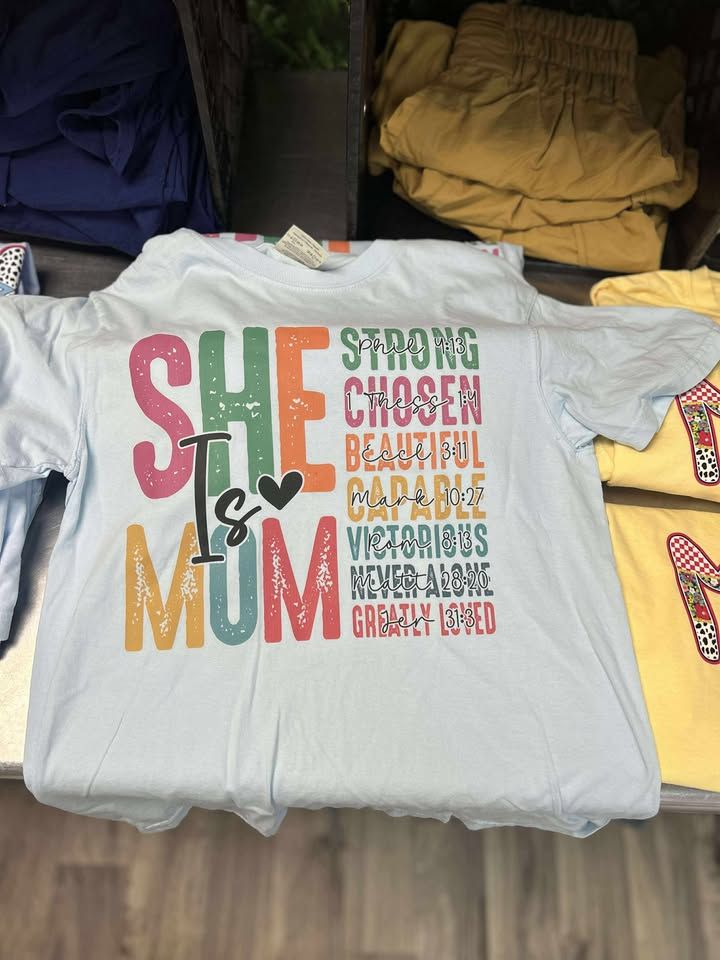 SHE
Is
MOM
STRONG
Phil 4:13
CHOSEN
1 Thess 1:4
BEAUTIFUL
Eccl 3:11
CAPABLE
Mark 10:27
VICTORIOUS
Rom 8:13
NEVER ALONE
Matt 28:20
GREATLY LOVED
Jer 31:3